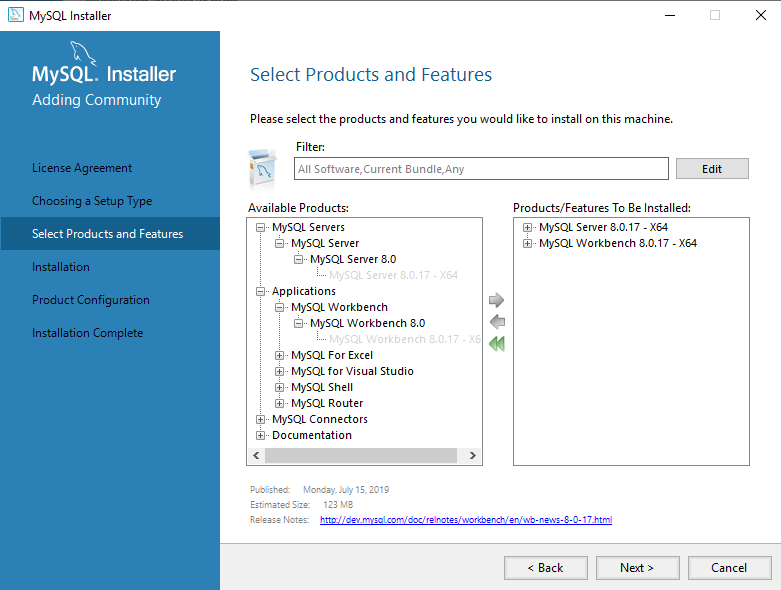 MySQL Installer
MySQL. Installer
Adding Community
License Agreement
Choosing a Setup Type
Select Products and Features
Installation
Product Configuration
Installation Complete
Select Products and Features
Please select the products and features you would like to install on this machine.
Filter:
All Software,Current Bundle,Any
Edit
Available Products:
MySQL Servers
MySQL Server
MySQL Server 8.0
MySQL Server 8.0.17 - X64
Applications
MySQL Workbench
MySQL Workbench 8.0
MySQL Workbench 8.0.17 - X6
MySQL For Excel
MySQL for Visual Studio
MySQL Shell
MySQL Router
MySQL Connectors
Documentation
Products/Features To Be Installed:
MySQL Server 8.0.17 - X64
MySQL Workbench 8.0.17 - X64
Published: Monday, July 15, 2019
Estimated Size: 123 MB
Release Notes: http://dev.mysql.com/doc/relnotes/workbench/en/wb-news-8-0-17.html
< Back
Next >
Cancel